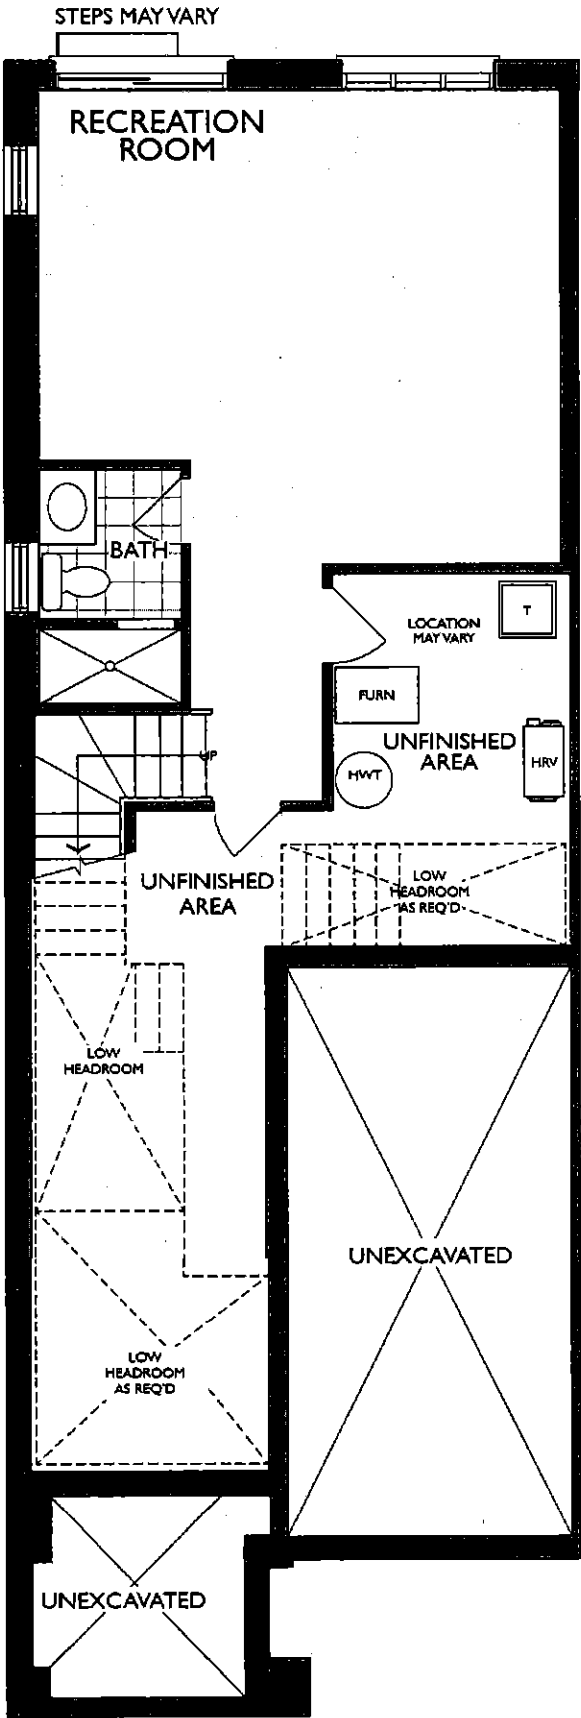 STEPS MAY VARY
RECREATION
ROOM
BATH
LOCATION
MAY VARY
T
FURN
UP
UNFINISHED
AREA
HRV
HWT
UNFINISHED
AREA
LOW
HEADROOM
AS REQ'D
LOW
HEADROOM
UNEXCAVATED
LOW
HEADROOM
AS REQ'D
UNEXCAVATED